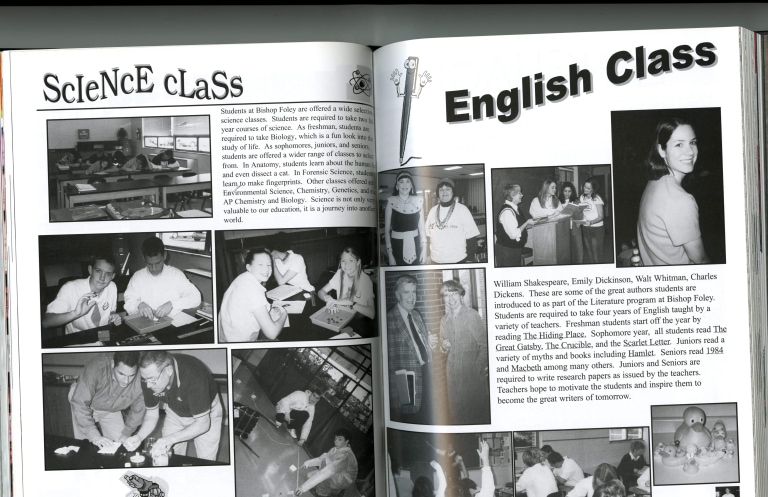 ScIeNcE cLaSs
Students at Bishop Foley are offered a wide
science classes. Students are required to take
year courses of science. As freshman, students are
required to take Biology, which is a fun look into the
study of life. As sophomores, juniors, and seniors,
students are offered a wider range of classes to
from. In Anatomy, students learn about the human
and even dissect a cat. In Forensic Science,
learn to make fingerprints. Other classes offered
Environmental Science, Chemistry, Genetics, and
AP Chemistry and Biology. Science is not only
valuable to our education, it is a journey into another
world.
English Class
William Shakespeare, Emily Dickinson, Walt Whitman, Charles
Dickens. These are some of the great authors students are
introduced to as part of the Literature program at Bishop Foley.
Students are required to take four years of English taught by a
variety of teachers. Freshman students start off the year by
reading The Hiding Place. Sophomore year, all students read The
Great Gatsby, The Crucible, and the Scarlet Letter. Juniors read a
variety of myths and books including Hamlet. Seniors read 1984
and Macbeth among many others. Juniors and Seniors are
required to write research papers as issued by the teachers.
Teachers hope to motivate the students and inspire them to
become the great writers of tomorrow.